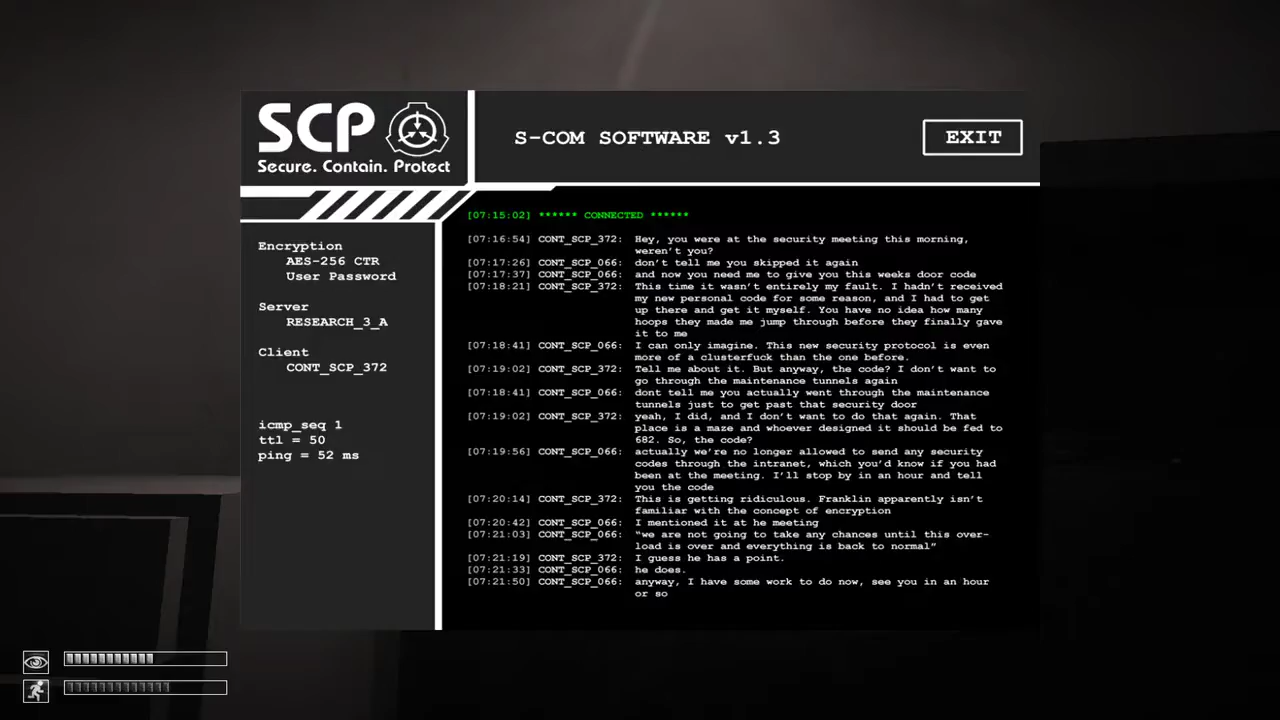 SCP
Secure. Contain. Protect
S-COM SOFTWARE v1.3
EXIT
Encryption
AES-256 CTR
User Password
Server
RESEARCH_3_A
Client
CONT_SCP_372
icmp_seq 1
ttl = 50
ping = 52 ms
[07:15:02] ****** CONNECTED ******
[07:16:54] CONT_SCP_372: Hey, you were at the security meeting this morning,
weren't you?
[07:17:26] CONT_SCP_066: don't tell me you skipped it again
[07:17:37] CONT_SCP_066: and now you need me to give you this weeks door code
[07:18:21] CONT_SCP_372: This time it wasn't entirely my fault. I hadn't received
my new personal code for some reason, and I had to get
up there and get it myself. You have no idea how many
hoops they made me jump through before they finally gave
it to me
[07:18:41] CONT_SCP_066: I can only imagine. This new security protocol is even
more of a clusterfuck than the one before.
[07:19:02] CONT_SCP_372: Tell me about it. But anyway, the code? I don't want to
go through the maintenance tunnels again
[07:18:41] CONT_SCP_066: dont tell me you actually went through the maintenance
tunnels just to get past that security door
[07:19:02] CONT_SCP_372: yeah, I did, and I don't want to do that again. That
place is a maze and whoever designed it should be fed to
682. So, the code?
[07:19:56] CONT_SCP_066: actually we're no longer allowed to send any security
codes through the intranet, which you'd know if you had
been at the meeting. I'll stop by in an hour and tell
you the code
[07:20:14] CONT_SCP_372: This is getting ridiculous. Franklin apparently isn't
familiar with the concept of encryption
[07:20:42] CONT_SCP_066: I mentioned it at he meeting
[07:21:03] CONT_SCP_066: "we are not going to take any chances until this over-
load is over and everything is back to normal"
[07:21:19] CONT_SCP_372: I guess he has a point.
[07:21:33] CONT_SCP_066: he does.
[07:21:50] CONT_SCP_066: anyway, I have some work to do now, see you in an hour
or so